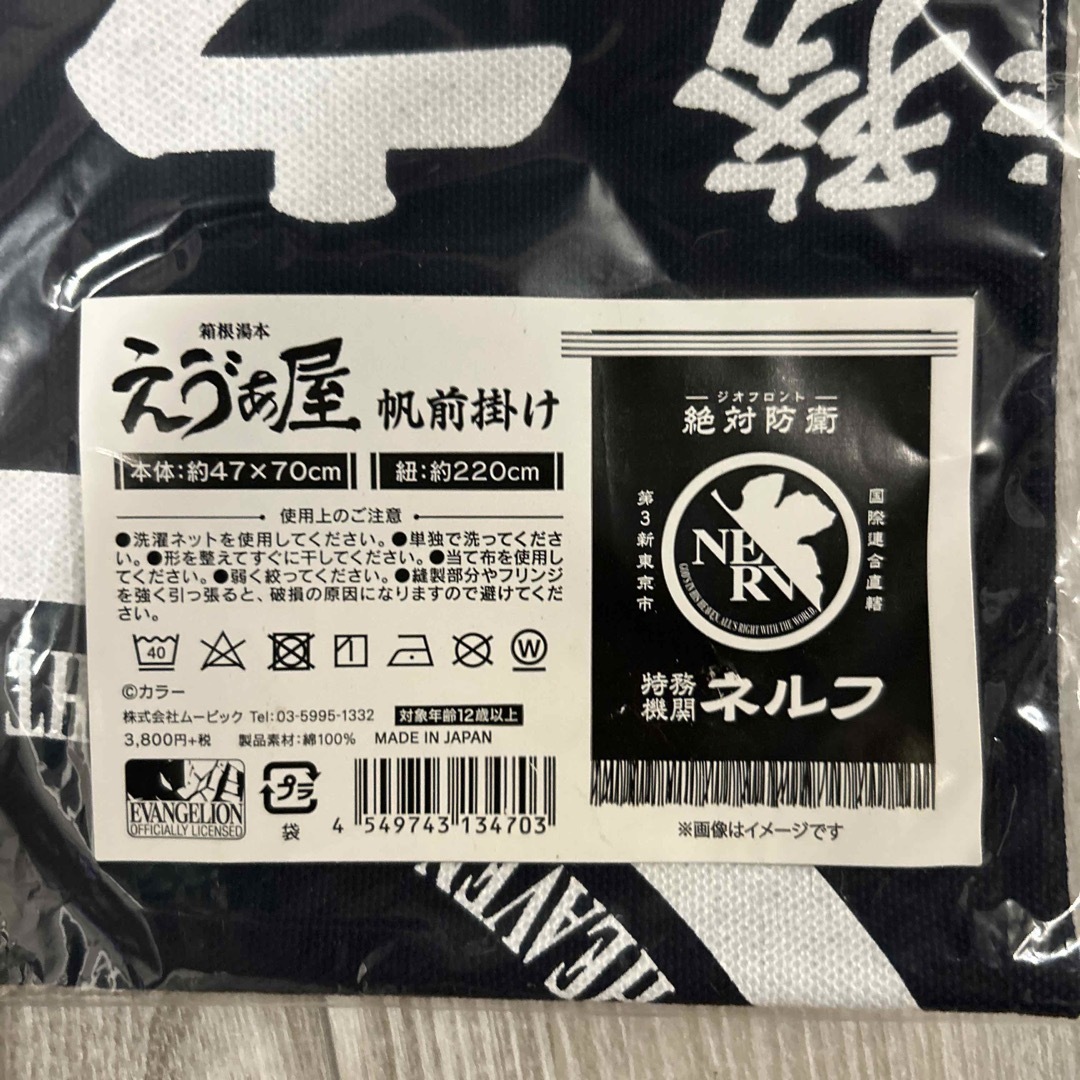 務
箱根湯本
えゔぁ屋 帆前掛け
本体:約47×70cm 紐:約220cm
使用上のご注意
●洗濯ネットを使用してください。●単独で洗ってくださ
い。●形を整えてすぐに干してください。●当て布を使用し
てください。●弱く絞ってください。●縫製部分やフリンジ
を強く引っ張ると、破損の原因になりますので避けてくだ
さい。
40
W
©カラー
株式会社ムービック Tel:03-5995-1332 対象年齢12歳以上
3,800円+税 製品素材:綿100% MADE IN JAPAN
EVANGELION
OFFICIALLY LICENSED
プラ
袋
4 549743 134703
ジオフロント
絶対防衛
第3新東京市
国際連合直轄
NERV
GOD'S IN HIS HEAVEN. ALL'S RIGHT WITH THE WORLD.
特務
機関
ネルフ
※画像はイメージです
HEAVEN